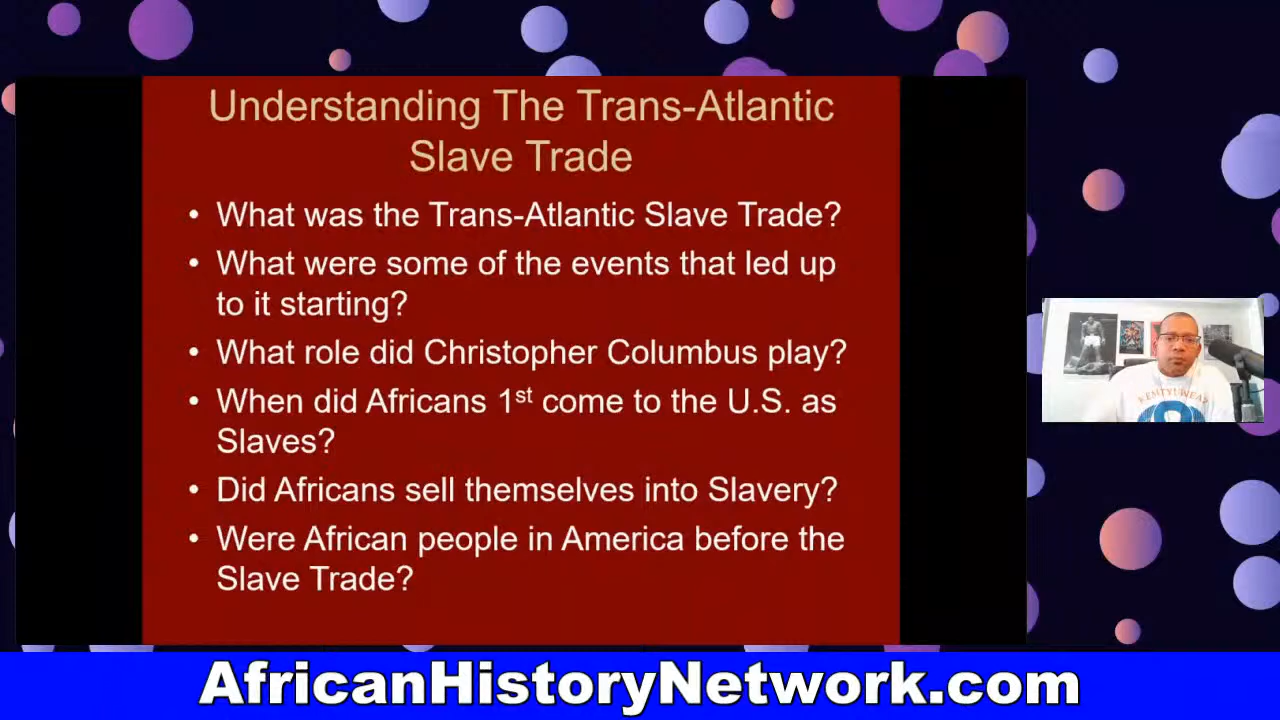 Understanding The Trans-Atlantic
Slave Trade
• What was the Trans-Atlantic Slave Trade?
• What were some of the events that led up
to it starting?
• What role did Christopher Columbus play?
• When did Africans 1st come to the U.S. as
Slaves?
• Did Africans sell themselves into Slavery?
• Were African people in America before the
Slave Trade?
AfricanHistoryNetwork.com